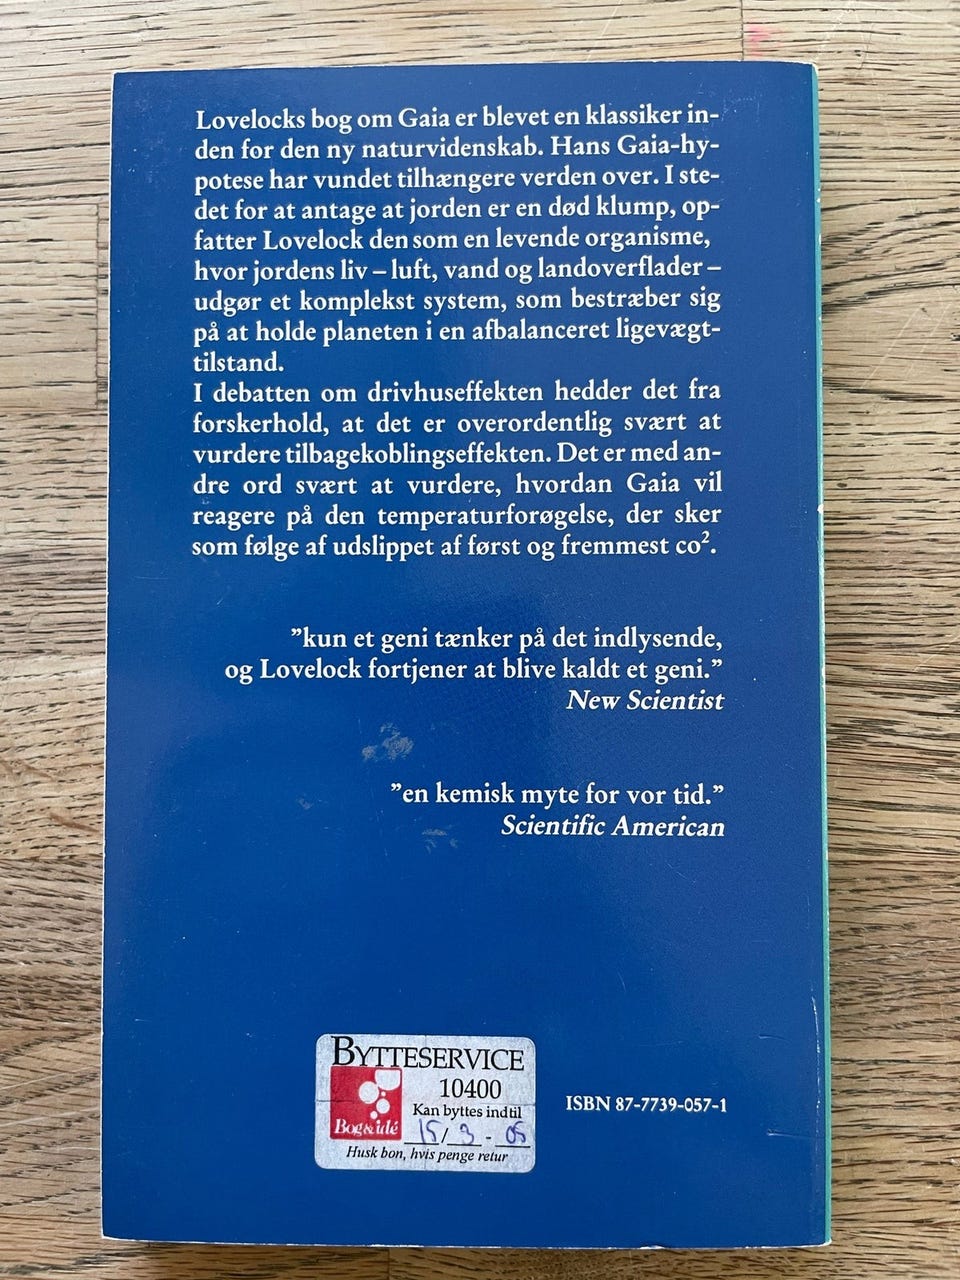 Lovelocks bog om Gaia er blevet en klassiker in-
den for den ny naturvidenskab. Hans Gaia-hy-
potese har vundet tilhængere verden over. I ste-
det for at antage at jorden er en død klump, op-
fatter Lovelock den som en levende organisme,
hvor jordens liv – luft, vand og landoverflader –
udgør et komplekst system, som bestræber sig
på at holde planeten i en afbalanceret ligevægt-
tilstand.
I debatten om drivhuseffekten hedder det fra
forskerhold, at det er overordentlig svært at
vurdere tilbagekoblingseffekten. Det er med an-
dre ord svært at vurdere, hvordan Gaia vil
reagere på den temperaturforøgelse, der sker
som følge af udslippet af først og fremmest co².
”kun et geni tænker på det indlysende,
og Lovelock fortjener at blive kaldt et geni.”
New Scientist
”en kemisk myte for vor tid.”
Scientific American
BYTTESERVICE
10400
Kan byttes indtil
Bog&idé
15/3-05
Husk bon, hvis penge retur
ISBN 87-7739-057-1